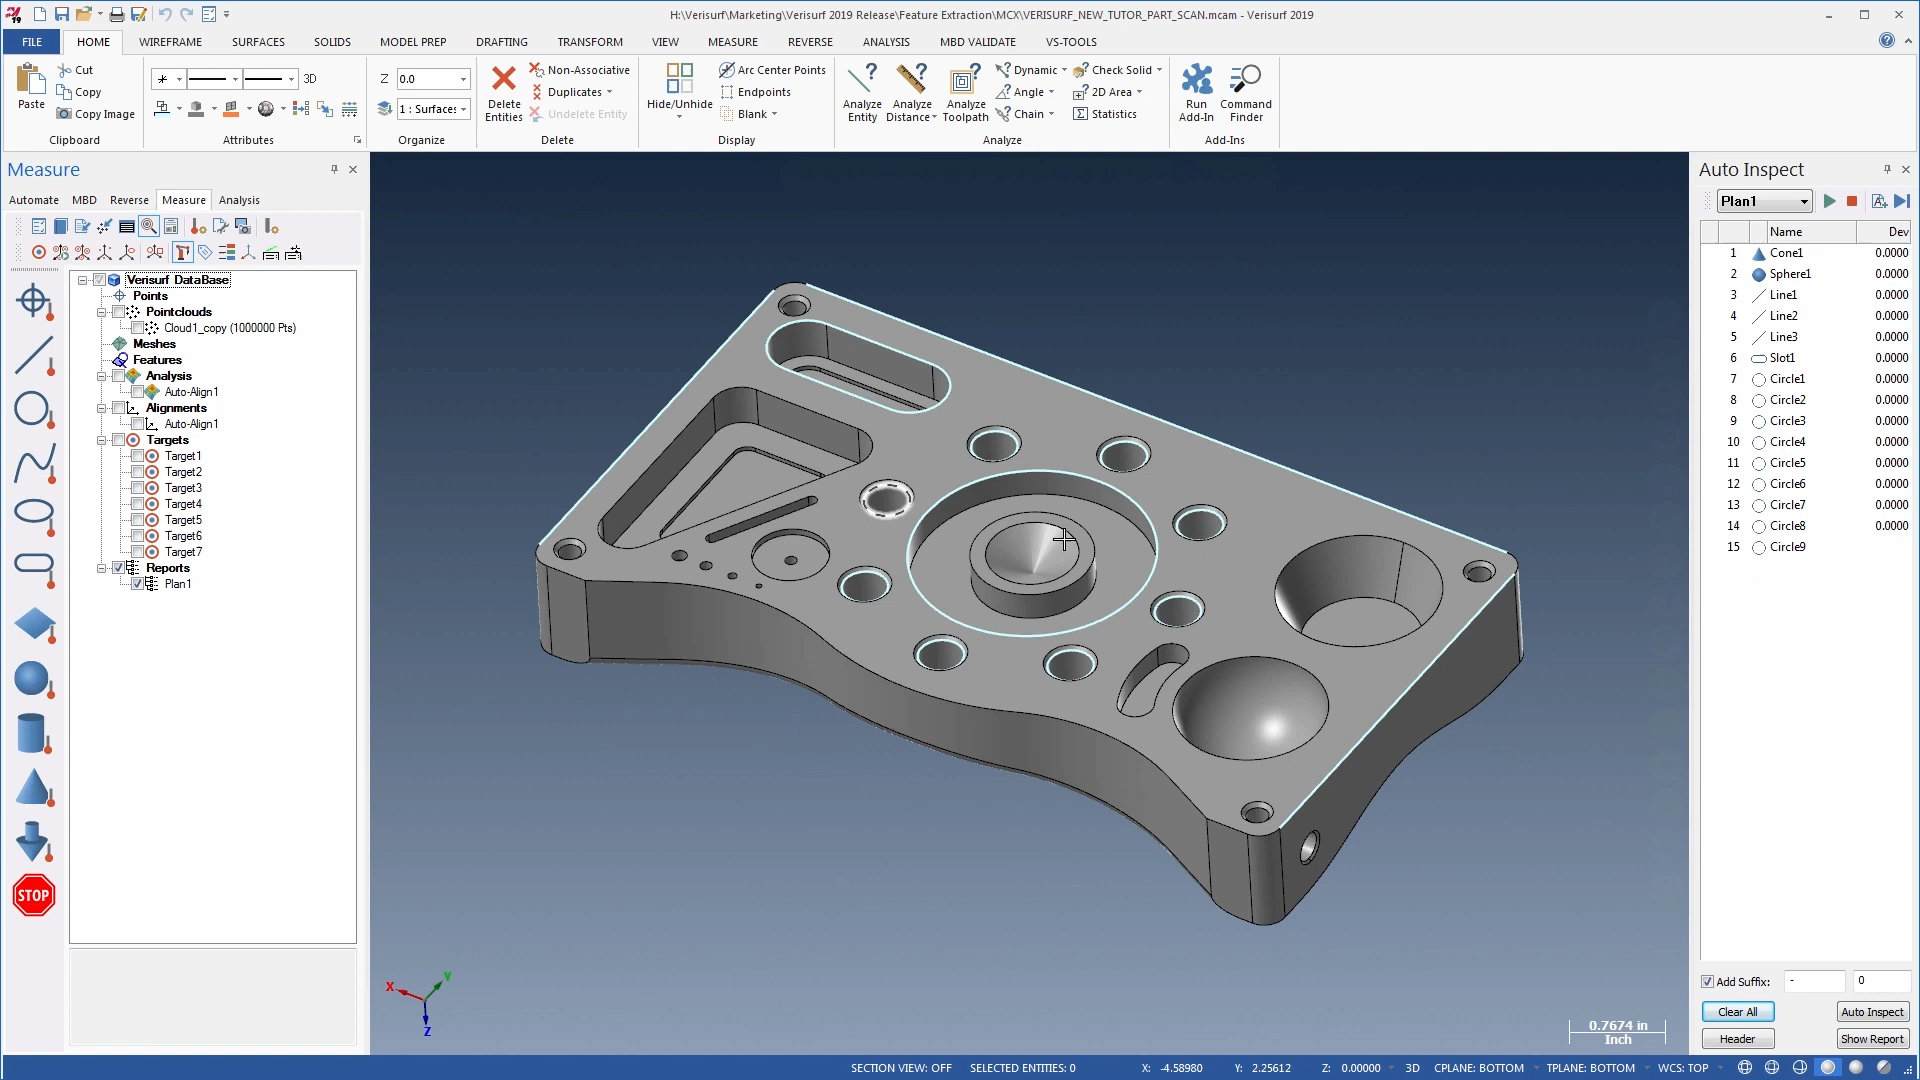 19
H:\Verisurf\Marketing\Verisurf 2019 Release\Feature Extraction\MCX\VERISURF_NEW_TUTOR_PART_SCAN.mcam - Verisurf 2019
FILE HOME WIREFRAME SURFACES SOLIDS MODEL PREP DRAFTING TRANSFORM VIEW MEASURE REVERSE ANALYSIS MBD VALIDATE VS-TOOLS
Paste
Cut
Copy
Copy Image
Clipboard
3D
Attributes
Z 0.0
1 : Surfaces
Organize
Delete Entities
Non-Associative
Duplicates
Undelete Entity
Delete
Hide/Unhide
Arc Center Points
Endpoints
Blank
Display
Analyze Entity
Analyze Distance
Analyze Toolpath
Dynamic
Angle
Chain
Check Solid
2D Area
Statistics
Analyze
Run Add-In
Command Finder
Add-Ins
Measure
Automate MBD Reverse Measure Analysis
Verisurf DataBase
Points
Pointclouds
Cloud1_copy (1000000 Pts)
Meshes
Features
Analysis
Auto-Align1
Alignments
Auto-Align1
Targets
Target1
Target2
Target3
Target4
Target5
Target6
Target7
Reports
Plan1
STOP
X
Y
Z
0.7674 in
Inch
Auto Inspect
Plan1
Name Dev
1 Cone1 0.0000
2 Sphere1 0.0000
3 Line1 0.0000
4 Line2 0.0000
5 Line3 0.0000
6 Slot1 0.0000
7 Circle1 0.0000
8 Circle2 0.0000
9 Circle3 0.0000
10 Circle4 0.0000
11 Circle5 0.0000
12 Circle6 0.0000
13 Circle7 0.0000
14 Circle8 0.0000
15 Circle9
Add Suffix: - 0
Clear All Auto Inspect
Header Show Report
SECTION VIEW: OFF SELECTED ENTITIES: 0 X: -4.58980 Y: 2.25612 Z: 0.00000 3D CPLANE: BOTTOM TPLANE: BOTTOM WCS: TOP